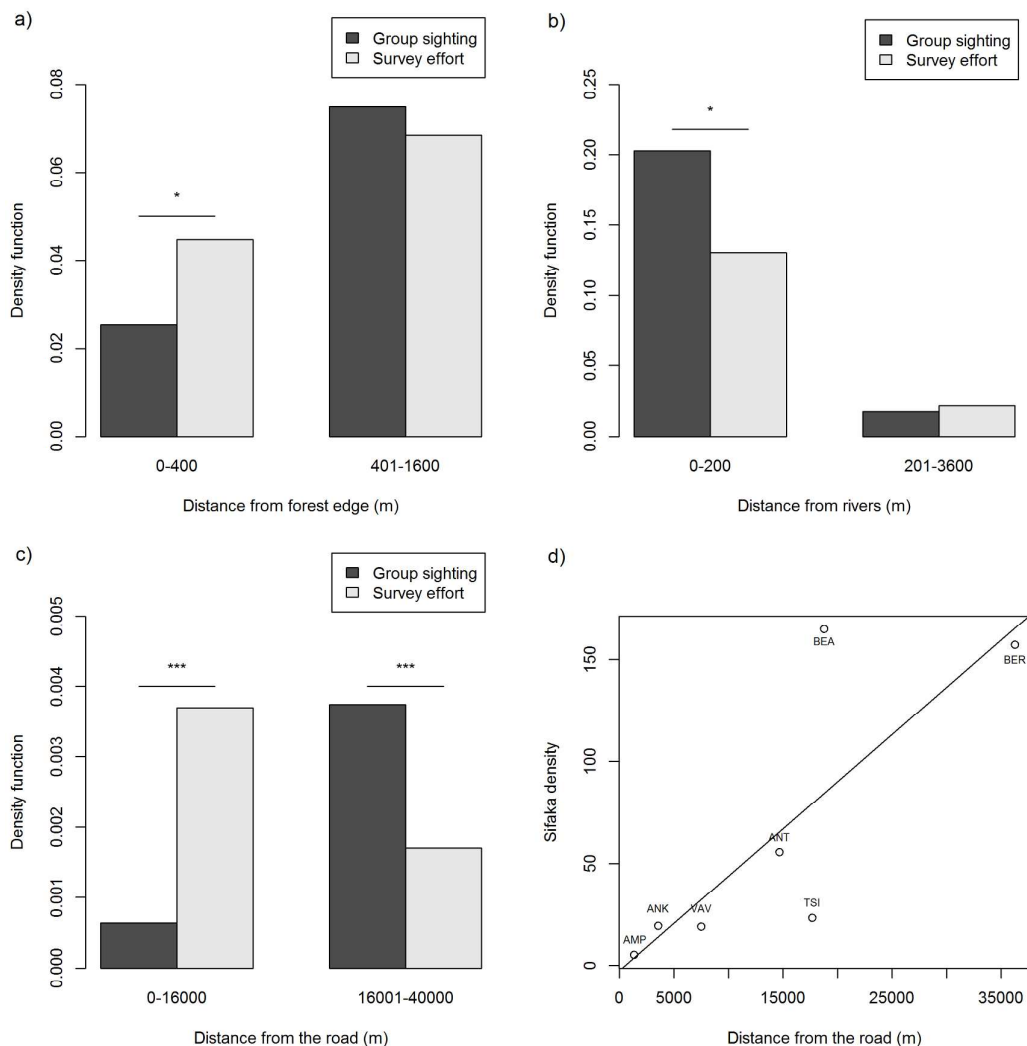 a)
Group sighting
Survey effort
Density function
0.00
0.02
0.04
0.06
0.08
*
0-400
401-1600
Distance from forest edge (m)
b)
Group sighting
Survey effort
Density function
0.00
0.05
0.10
0.15
0.20
0.25
*
0-200
201-3600
Distance from rivers (m)
c)
Group sighting
Survey effort
Density function
0.000
0.001
0.002
0.003
0.004
0.005
***
***
0-16000
16001-40000
Distance from the road (m)
d)
Sifaka density
0
50
100
150
BEA
BER
ANT
TSI
ANK
VAV
AMP
0
5000
15000
25000
35000
Distance from the road (m)